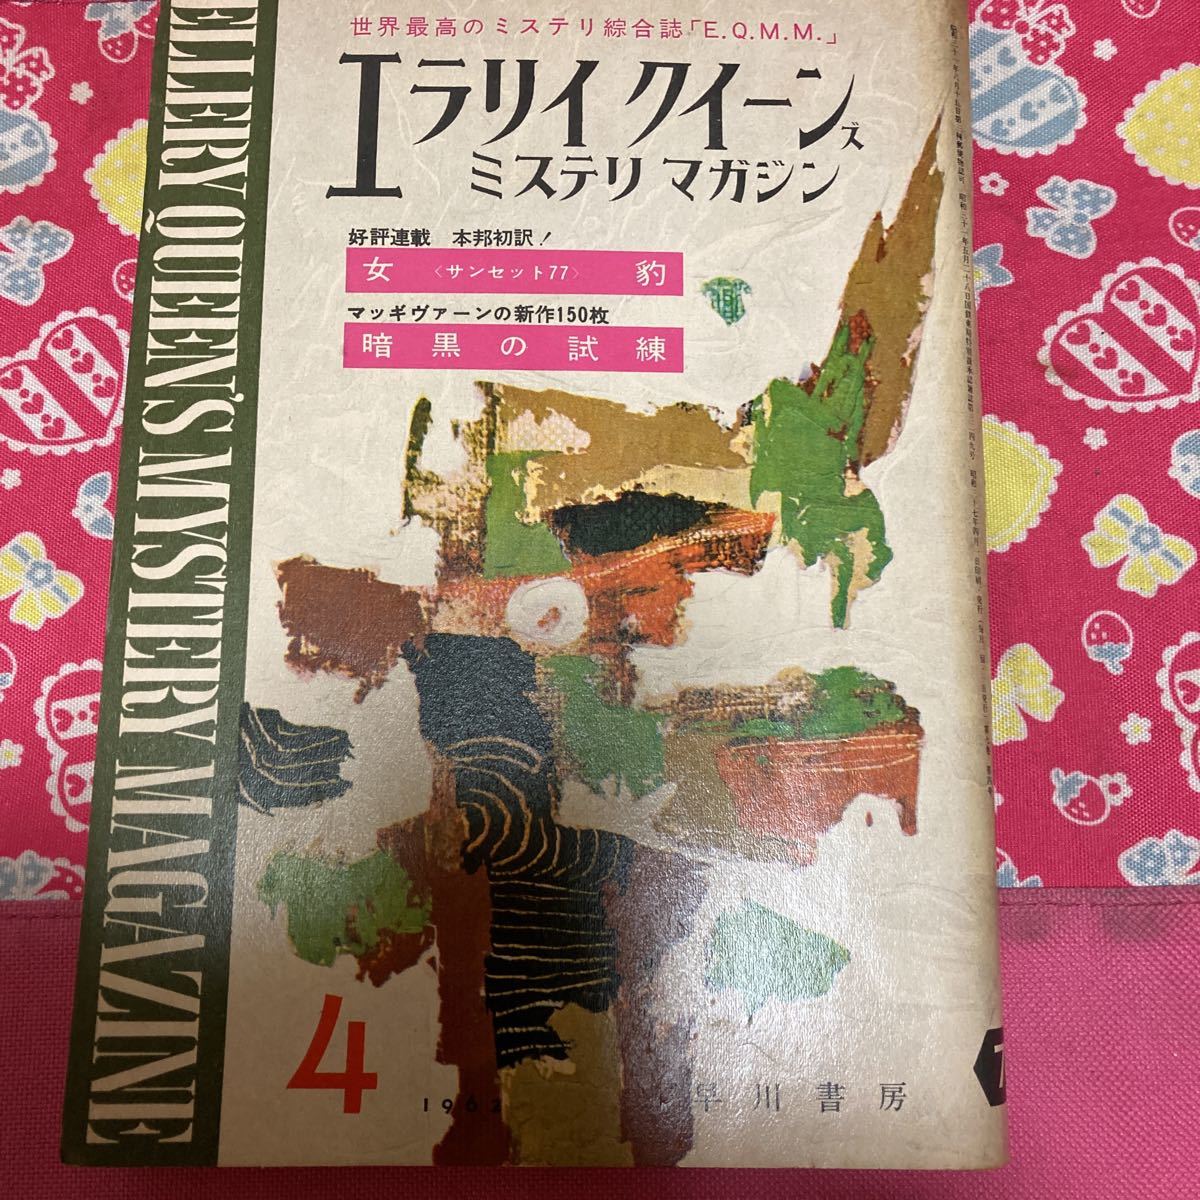 世界最高のミステリ綜合誌「E.Q.M.M.」
エラリイクイーンズ
ミステリ マガジン
好評連載 本邦初訳!
女〈サンセット77〉豹
マッギヴァーンの新作150枚
暗黒の試練
ELLERY QUEEN'S MYSTERY MAGAZINE
4
1962
早川書房